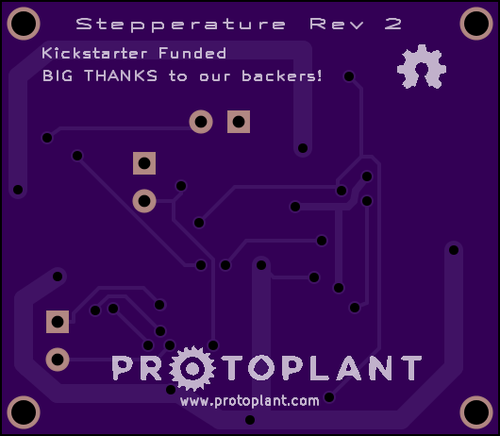 Stepperature Rev 2
Kickstarter Funded
BIG THANKS to our backers!
PROTOPLANT
www.protoplant.com